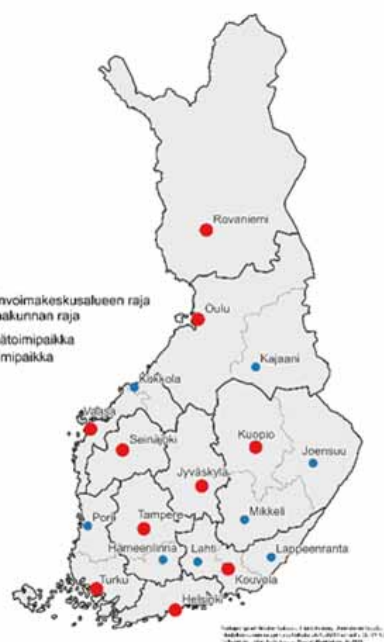 Rovaniemi
Oulu
nvoimakeskusalueen raja
akunnan raja
ätoimipaikka
mipaikka
Kajaani
Kokkola
Vaasa
Seinäjoki
Kuopio
Joensuu
Jyväskylä
Pori
Tampere
Mikkeli
Hämeenlinna
Lahti
Lappeenranta
Turku
Kouvola
Helsinki